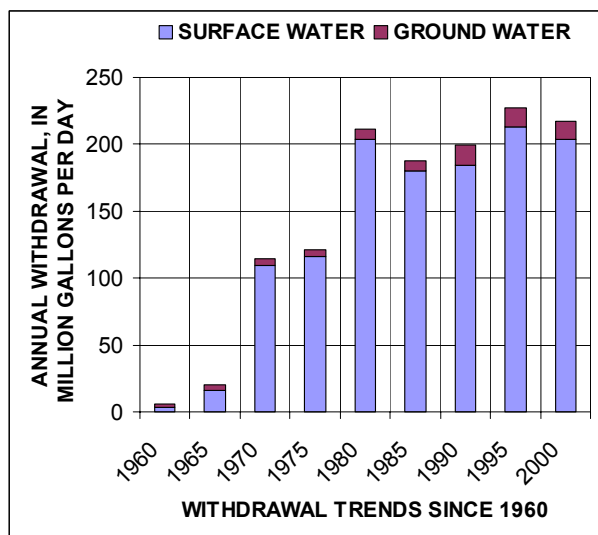 SURFACE WATER GROUND WATER
ANNUAL WITHDRAWAL, IN
MILLION GALLONS PER DAY
250
200
150
100
50
0
1960 1965 1970 1975 1980 1985 1990 1995 2000
WITHDRAWAL TRENDS SINCE 1960